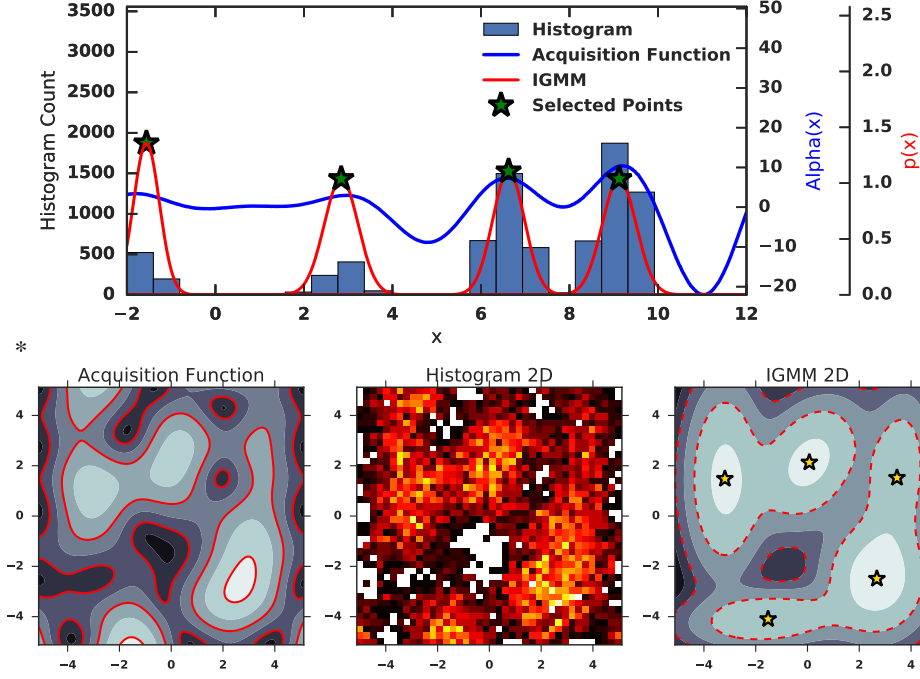 3500
3000
2500
2000
1500
1000
500
0
Histogram Count
−2 0 2 4 6 8 10 12
x
50
40
30
20
10
0
−10
−20
Alpha(x)
2.5
2.0
1.5
1.0
0.5
0.0
p(x)
Histogram
Acquisition Function
IGMM
Selected Points
*
Acquisition Function
4
2
0
−2
−4
−4 −2 0 2 4
Histogram 2D
4
2
0
−2
−4
−4 −2 0 2 4
IGMM 2D
4
2
0
−2
−4
−4 −2 0 2 4